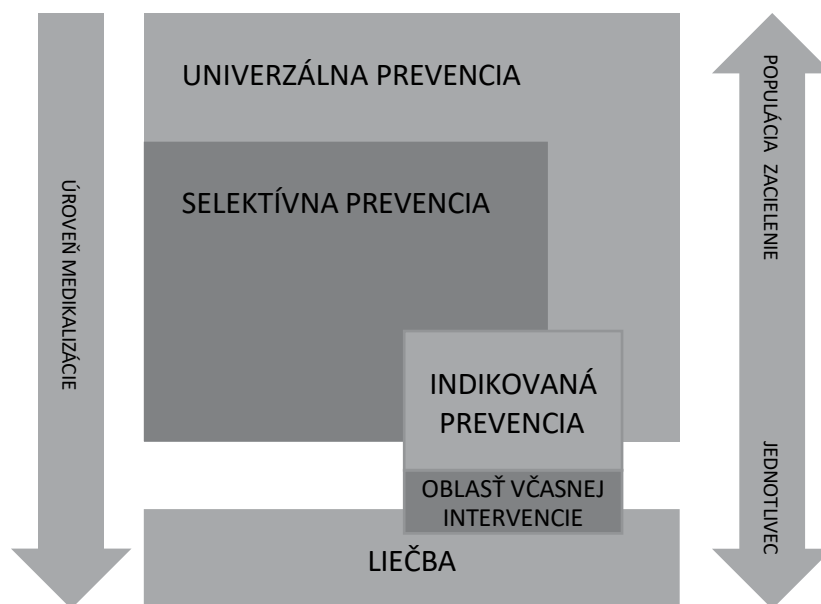 UNIVERZÁLNA PREVENCIA
SELEKTÍVNA PREVENCIA
INDIKOVANÁ
PREVENCIA
OBLASŤ VČASNEJ
INTERVENCIE
LIEČBA
ÚROVEŇ MEDIKALIZÁCIE
POPULÁCIA ZACIELENIE JEDNOTLIVEC